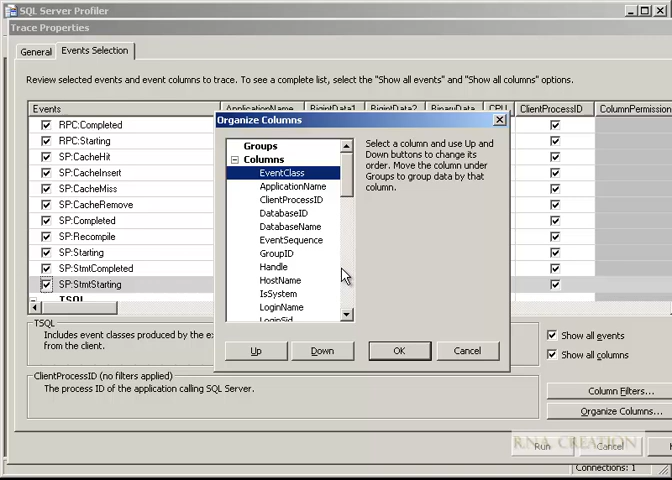 SQL Server Profiler
Trace Properties
General
Events Selection
Review selected events and event columns to trace. To see a complete list, select the "Show all events" and "Show all columns" options.
Events
ApplicationName
BigintData1
BigintData2
BinaryData
CPU
ClientProcessID
ColumnPermission
RPC:Completed
RPC:Starting
SP:CacheHit
SP:CacheInsert
SP:CacheMiss
SP:CacheRemove
SP:Completed
SP:Recompile
SP:Starting
SP:StmtCompleted
SP:StmtStarting
TSQL
Organize Columns
Groups
Columns
EventClass
ApplicationName
ClientProcessID
DatabaseID
DatabaseName
EventSequence
GroupID
Handle
HostName
IsSystem
LoginName
LoginSid
Select a column and use Up and
Down buttons to change its
order. Move the column under
Groups to group data by that
column.
Up
Down
OK
Cancel
TSQL
Includes event classes produced by the ex
from the client.
Show all events
Show all columns
ClientProcessID (no filters applied)
The process ID of the application calling SQL Server.
Column Filters...
Organize Columns...
RNA CREATION
Run
Cancel
Connections: 1